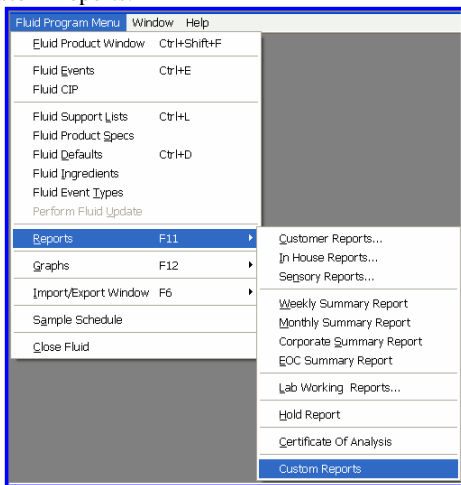 Fluid Program Menu Window Help
Fluid Product Window Ctrl+Shift+F
Fluid Events Ctrl+E
Fluid CIP
Fluid Support Lists Ctrl+L
Fluid Product Specs
Fluid Defaults Ctrl+D
Fluid Ingredients
Fluid Event Types
Perform Fluid Update
Reports F11
Graphs F12
Import/Export Window F6
Sample Schedule
Close Fluid
Customer Reports...
In House Reports...
Sensory Reports...
Weekly Summary Report
Monthly Summary Report
Corporate Summary Report
EOC Summary Report
Lab Working Reports...
Hold Report
Certificate Of Analysis
Custom Reports